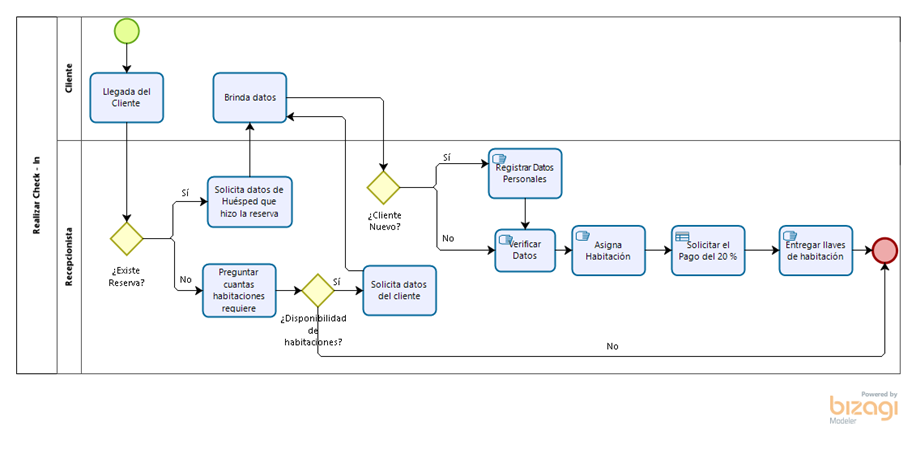 Realizar Check - In
Cliente
Recepcionista
Llegada del
Cliente
Brinda datos
¿Existe
Reserva?
Sí
Solicita datos de
Huésped que
hizo la reserva
No
Preguntar
cuantas
habitaciones
requiere
¿Disponibilidad
de
habitaciones?
Sí
Solicita datos
del cliente
No
¿Cliente
Nuevo?
Sí
Registrar Datos
Personales
No
Verificar
Datos
Asigna
Habitación
Solicitar el
Pago del 20 %
Entregar llaves
de habitación
Powered by
bizagi
Modeler